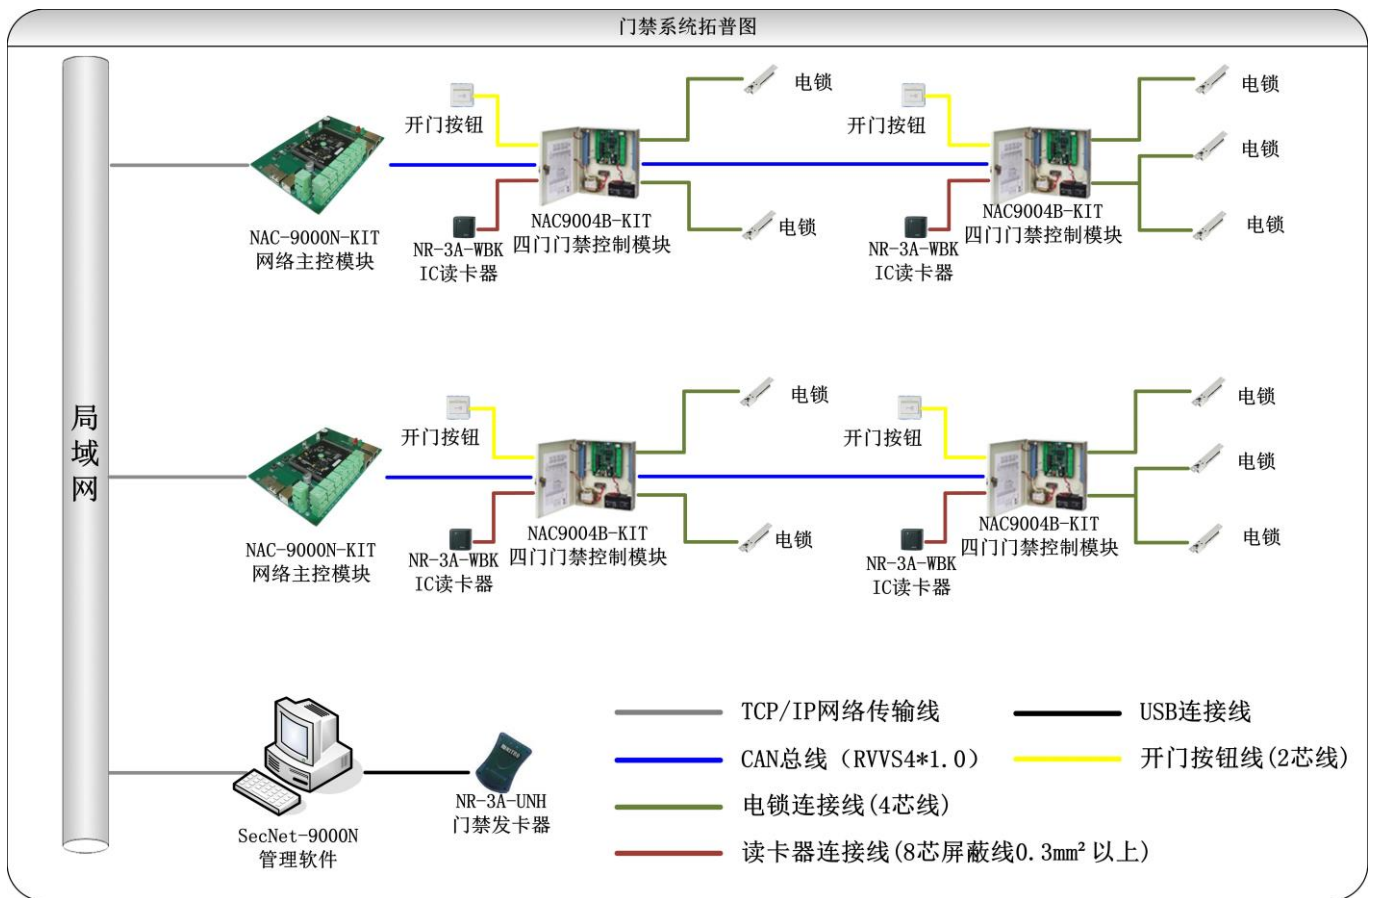 门禁系统拓普图
电锁
电锁
开门按钮
开门按钮
电锁
NAC-9000N-KIT
网络主控模块
NR-3A-WBK
IC读卡器
NAC9004B-KIT
四门门禁控制模块
电锁
NR-3A-WBK
IC读卡器
NAC9004B-KIT
四门门禁控制模块
电锁
局域网
电锁
电锁
开门按钮
开门按钮
电锁
NAC-9000N-KIT
网络主控模块
NR-3A-WBK
IC读卡器
NAC9004B-KIT
四门门禁控制模块
电锁
NR-3A-WBK
IC读卡器
NAC9004B-KIT
四门门禁控制模块
电锁
SecNet-9000N
管理软件
NR-3A-UNH
门禁发卡器
TCP/IP网络传输线
USB连接线
CAN总线（RVVS4*1.0）
开门按钮线(2芯线)
电锁连接线(4芯线)
读卡器连接线(8芯屏蔽线0.3mm²以上)